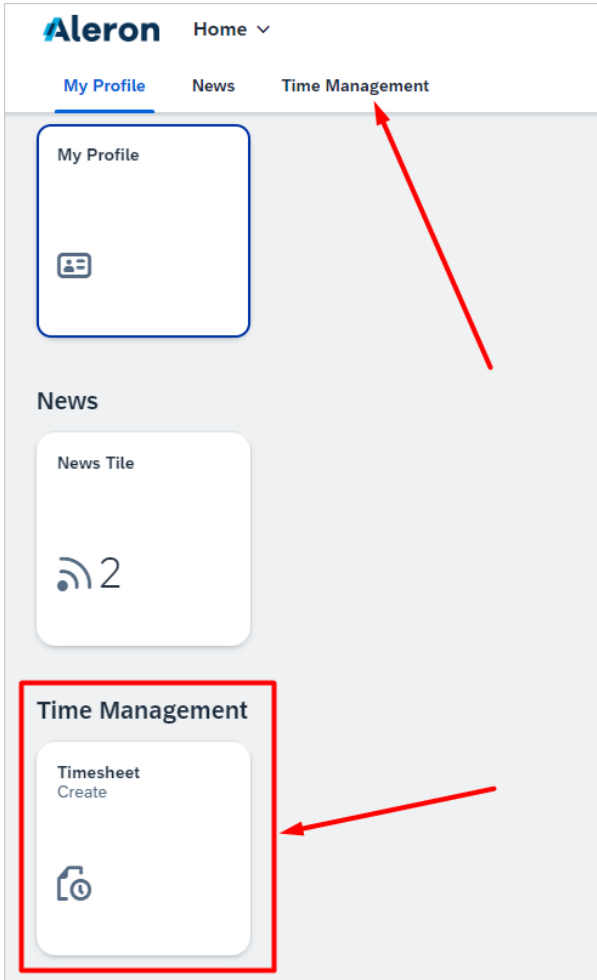 Aleron Home
My Profile News Time Management
My Profile
News
News Tile
2
Time Management
Timesheet
Create